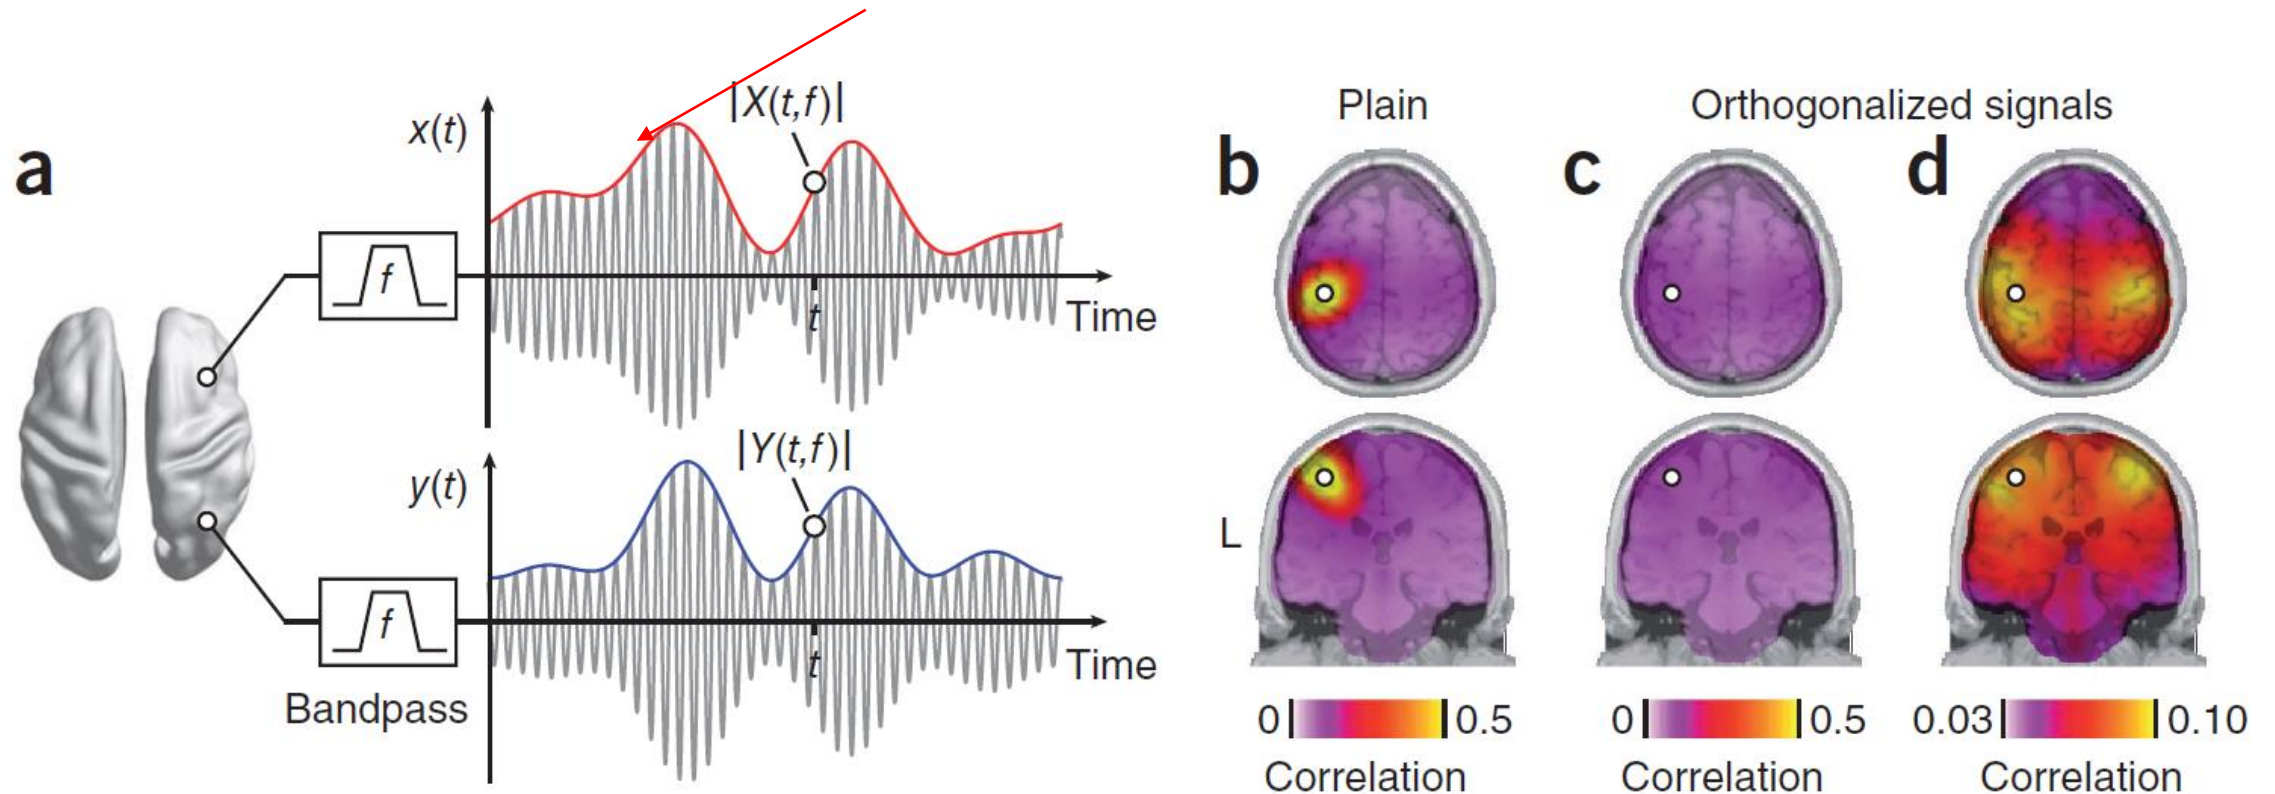 a
x(t)
|X(t,f)|
f
t
Time
y(t)
|Y(t,f)|
f
t
Time
Bandpass
Plain
Orthogonalized signals
b
c
d
L
0 0.5
Correlation
0 0.5
Correlation
0.03 0.10
Correlation